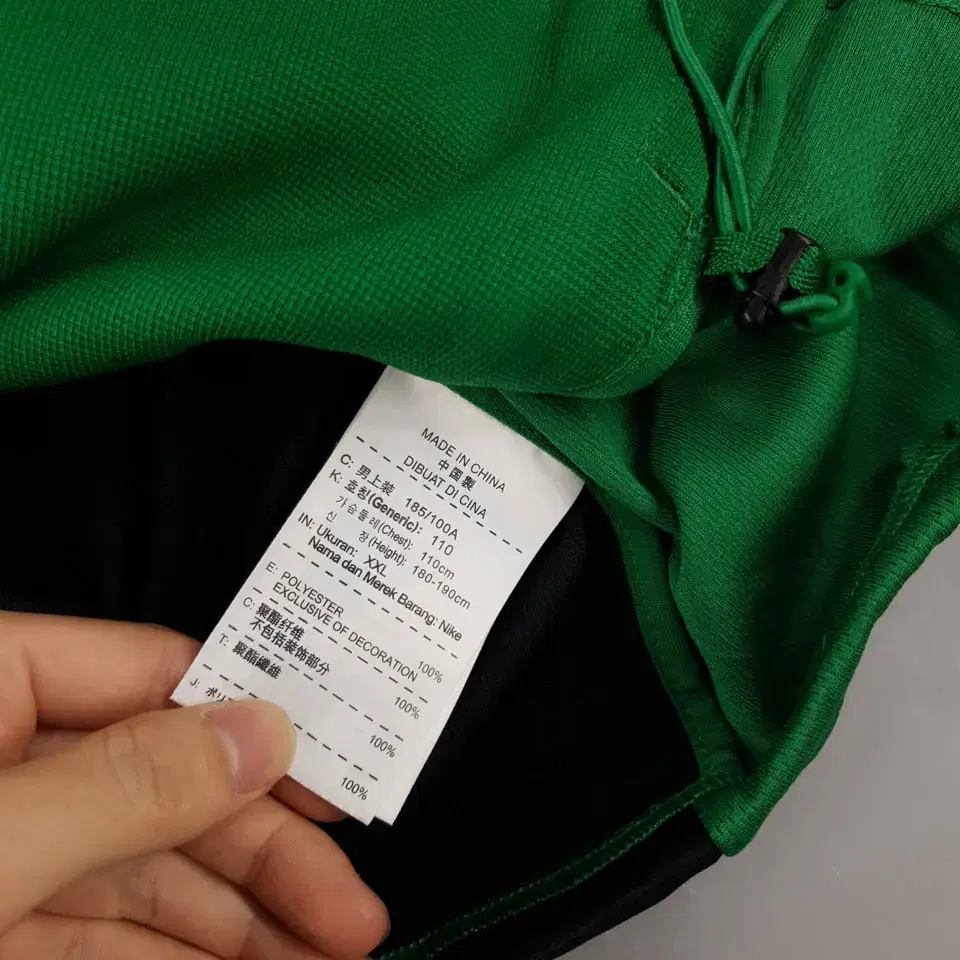 MADE IN CHINA
中国製
DIBUAT DI CINA
C: 男上装 185/100A
K: 호칭(Generic): 110
가슴둘레(Chest): 110cm
신 장(Height): 180-190cm
IN: Ukuran: XXL
Nama dan Merek Barang: Nike
E: POLYESTER 100%
EXCLUSIVE OF DECORATION
C: 聚酯纤维 100%
不包括装饰部分
T: 聚酯纖維 100%
J: 100%